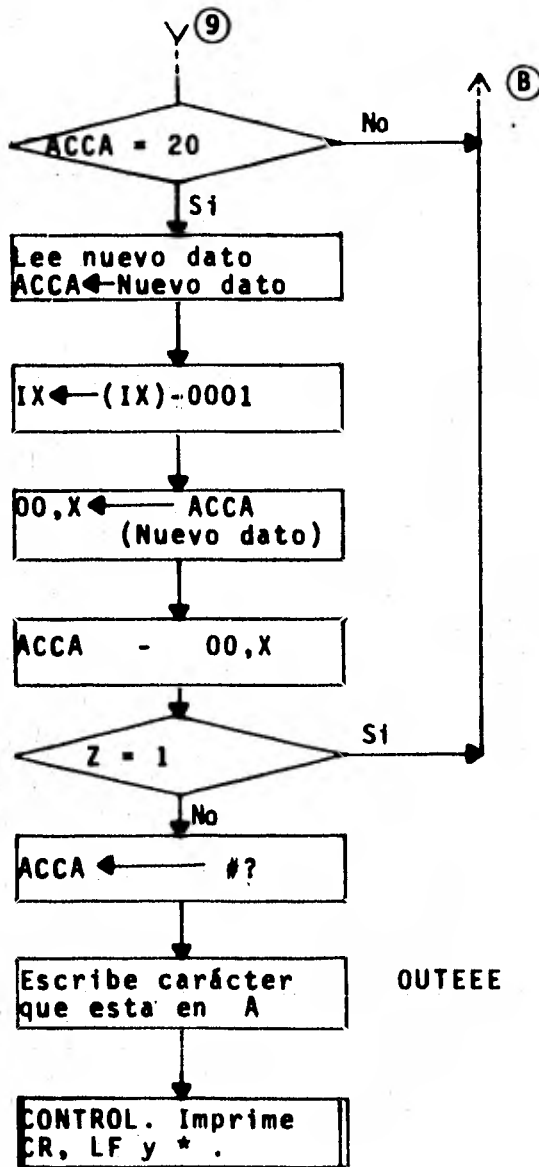 9
B
ACCA = 20
No
Si
Lee nuevo dato
ACCA←Nuevo dato
IX←(IX)-0001
00,X← ACCA
(Nuevo dato)
ACCA - 00,X
Z = 1
Si
No
ACCA ← #?
Escribe carácter
que esta en A
OUTEEE
CONTROL. Imprime
CR, LF y * .